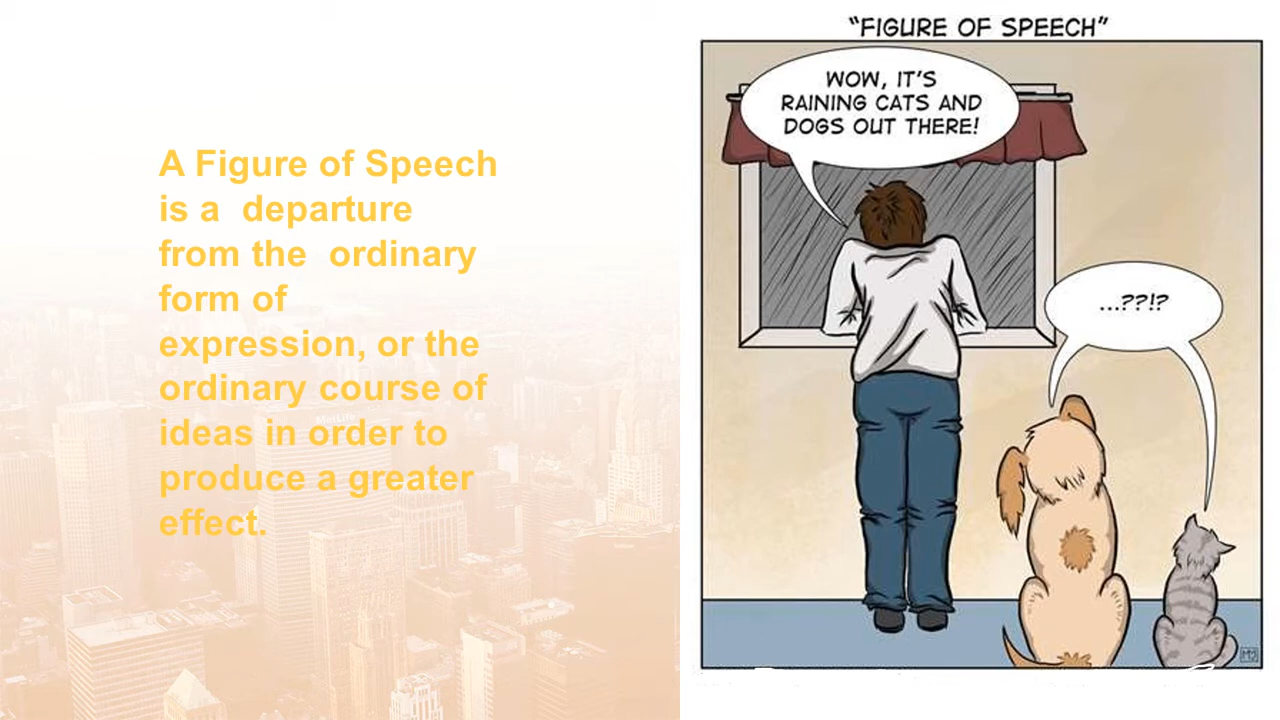 A Figure of Speech
is a departure
from the ordinary
form of
expression, or the
ordinary course of
ideas in order to
produce a greater
effect.
"FIGURE OF SPEECH"
WOW, IT'S
RAINING CATS AND
DOGS OUT THERE!
...??!?
MetLife